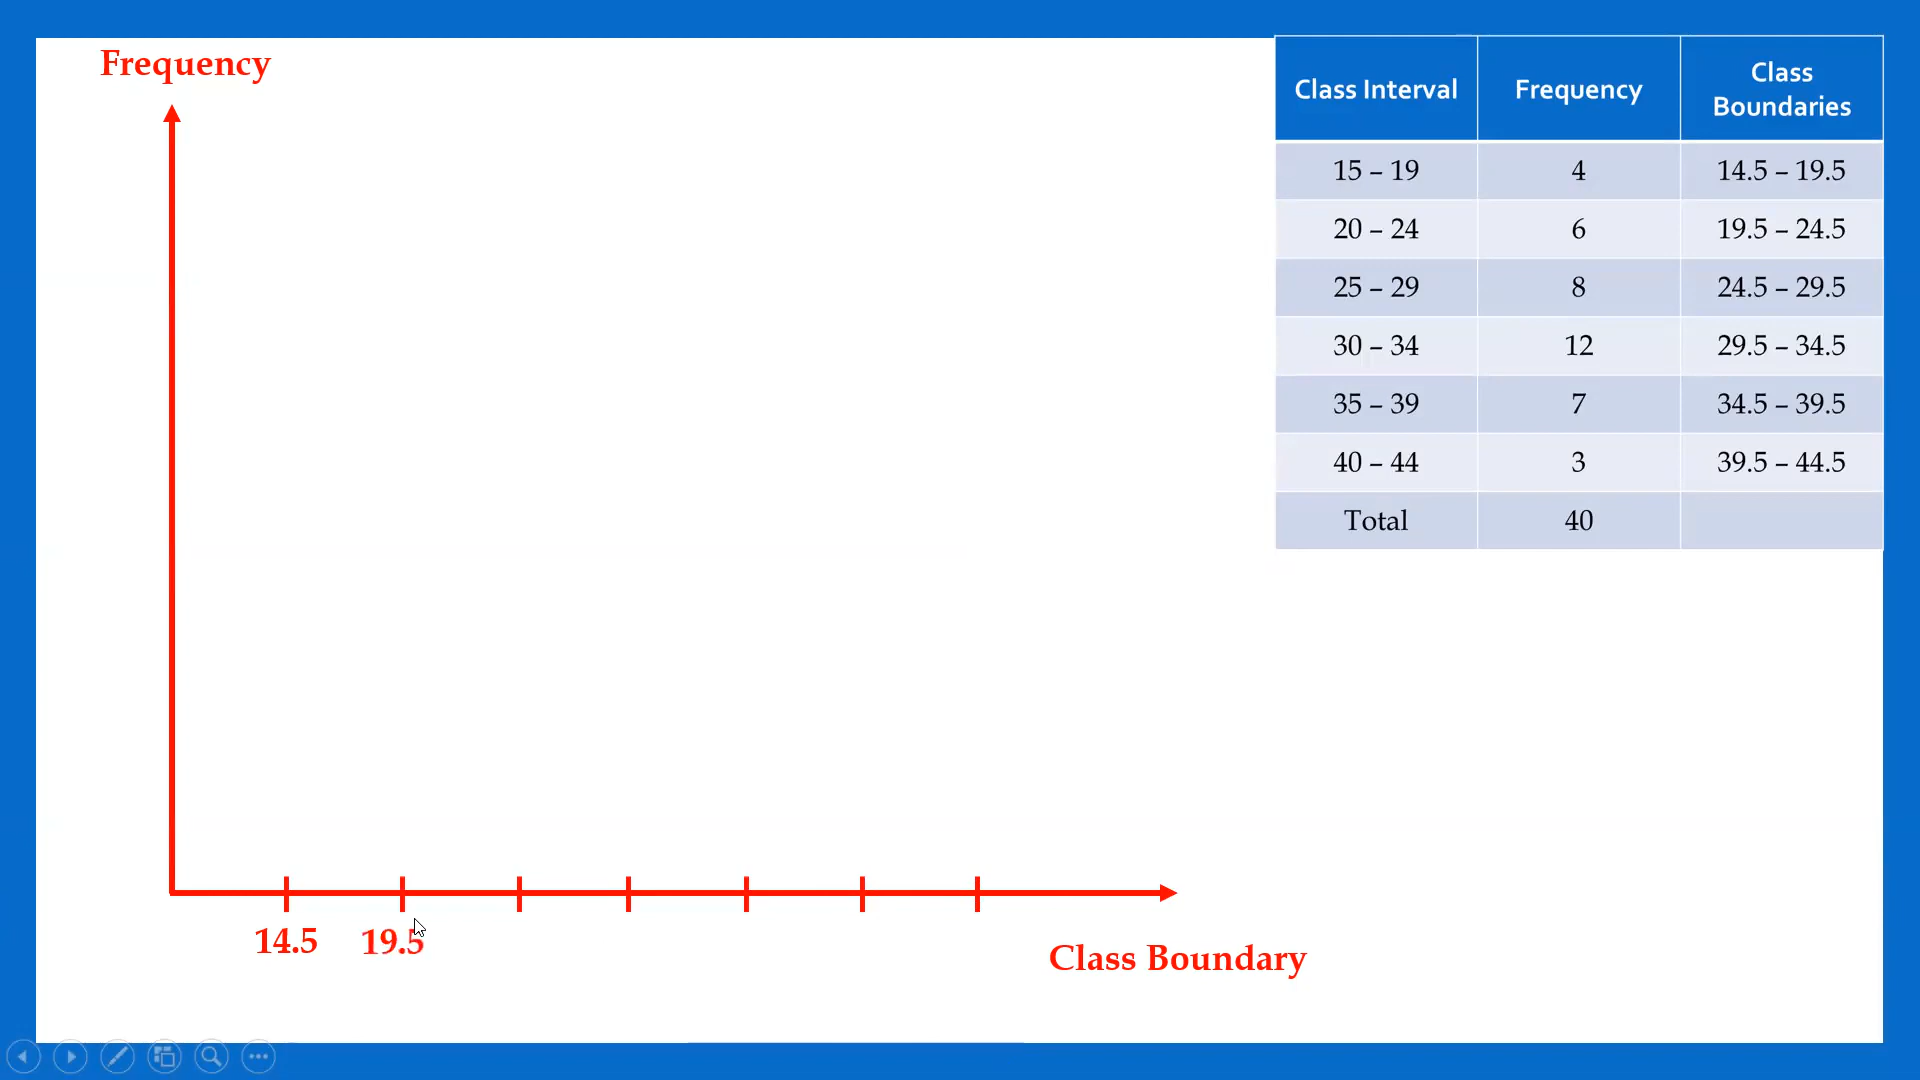 Frequency
Class Interval Frequency Class Boundaries
15 – 19 4 14.5 – 19.5
20 – 24 6 19.5 – 24.5
25 – 29 8 24.5 – 29.5
30 – 34 12 29.5 – 34.5
35 – 39 7 34.5 – 39.5
40 – 44 3 39.5 – 44.5
Total 40
14.5 19.5
Class Boundary